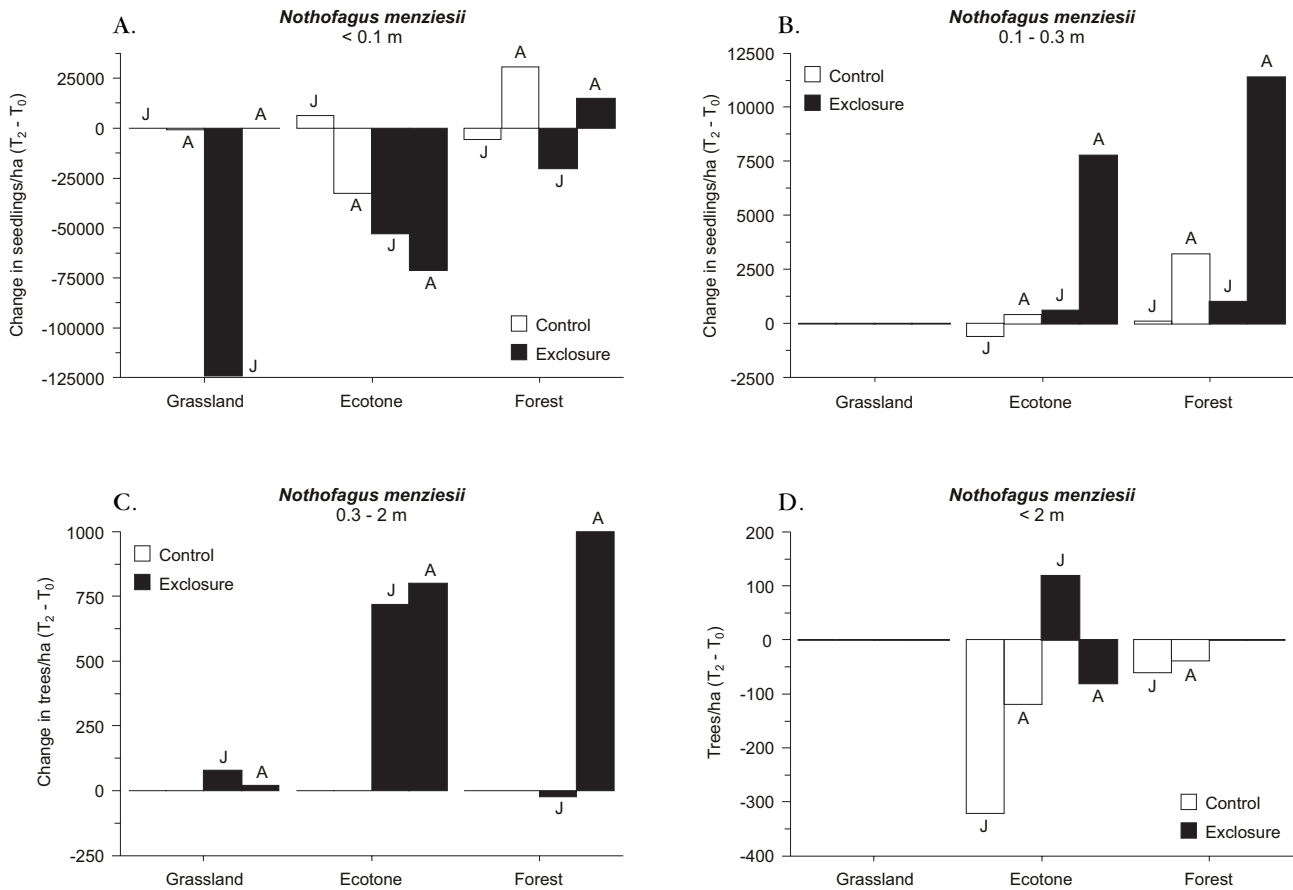 A.
Nothofagus menziesii
< 0.1 m
Change in seedlings/ha (T2 - T0)
25000
0
-25000
-50000
-75000
-100000
-125000
J
A
J
A
J
A
J
A
J
A
J
A
Control
Exclosure
Grassland
Ecotone
Forest
B.
Nothofagus menziesii
0.1 - 0.3 m
Change in seedlings/ha (T2 - T0)
12500
10000
7500
5000
2500
0
-2500
Control
Exclosure
J
A
J
A
J
A
J
A
Grassland
Ecotone
Forest
C.
Nothofagus menziesii
0.3 - 2 m
Change in trees/ha (T2 - T0)
1000
750
500
250
0
-250
Control
Exclosure
J
A
J
A
J
A
Grassland
Ecotone
Forest
D.
Nothofagus menziesii
< 2 m
Trees/ha (T2 - T0)
200
100
0
-100
-200
-300
-400
J
A
J
A
J
A
Control
Exclosure
Grassland
Ecotone
Forest